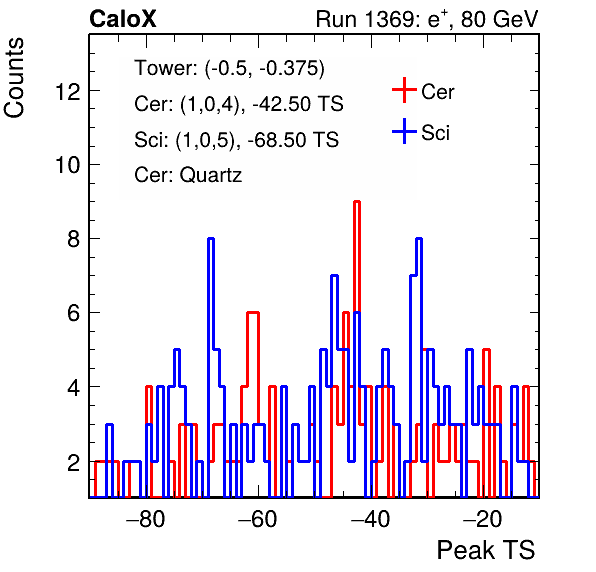 CaloX Run 1369: e⁺, 80 GeV
Counts
Tower: (-0.5, -0.375)
Cer: (1,0,4), -42.50 TS
Sci: (1,0,5), -68.50 TS
Cer: Quartz
Cer
Sci
12
10
8
6
4
2
−80 −60 −40 −20
Peak TS